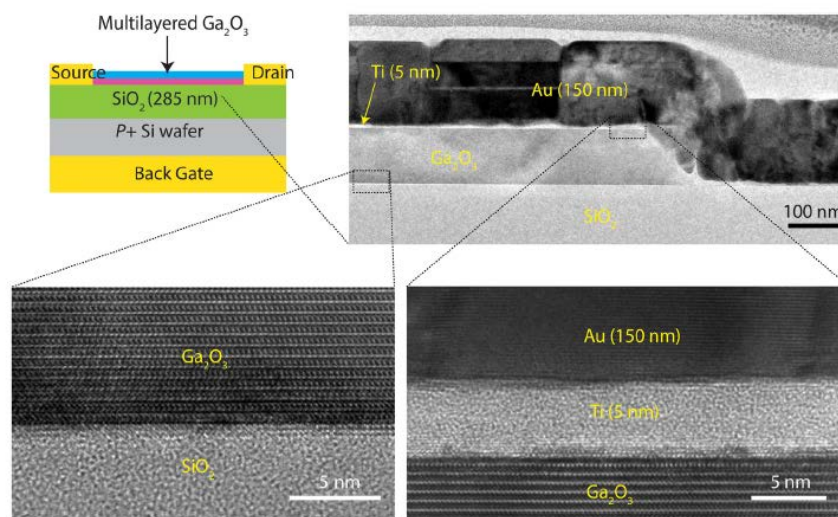 Multilayered Ga₂O₃
Source
Drain
SiO₂ (285 nm)
P+ Si wafer
Back Gate
Ti (5 nm)
Au (150 nm)
Ga₂O₃
SiO₂
100 nm
Ga₂O₃
SiO₂
5 nm
Au (150 nm)
Ti (5 nm)
Ga₂O₃
5 nm